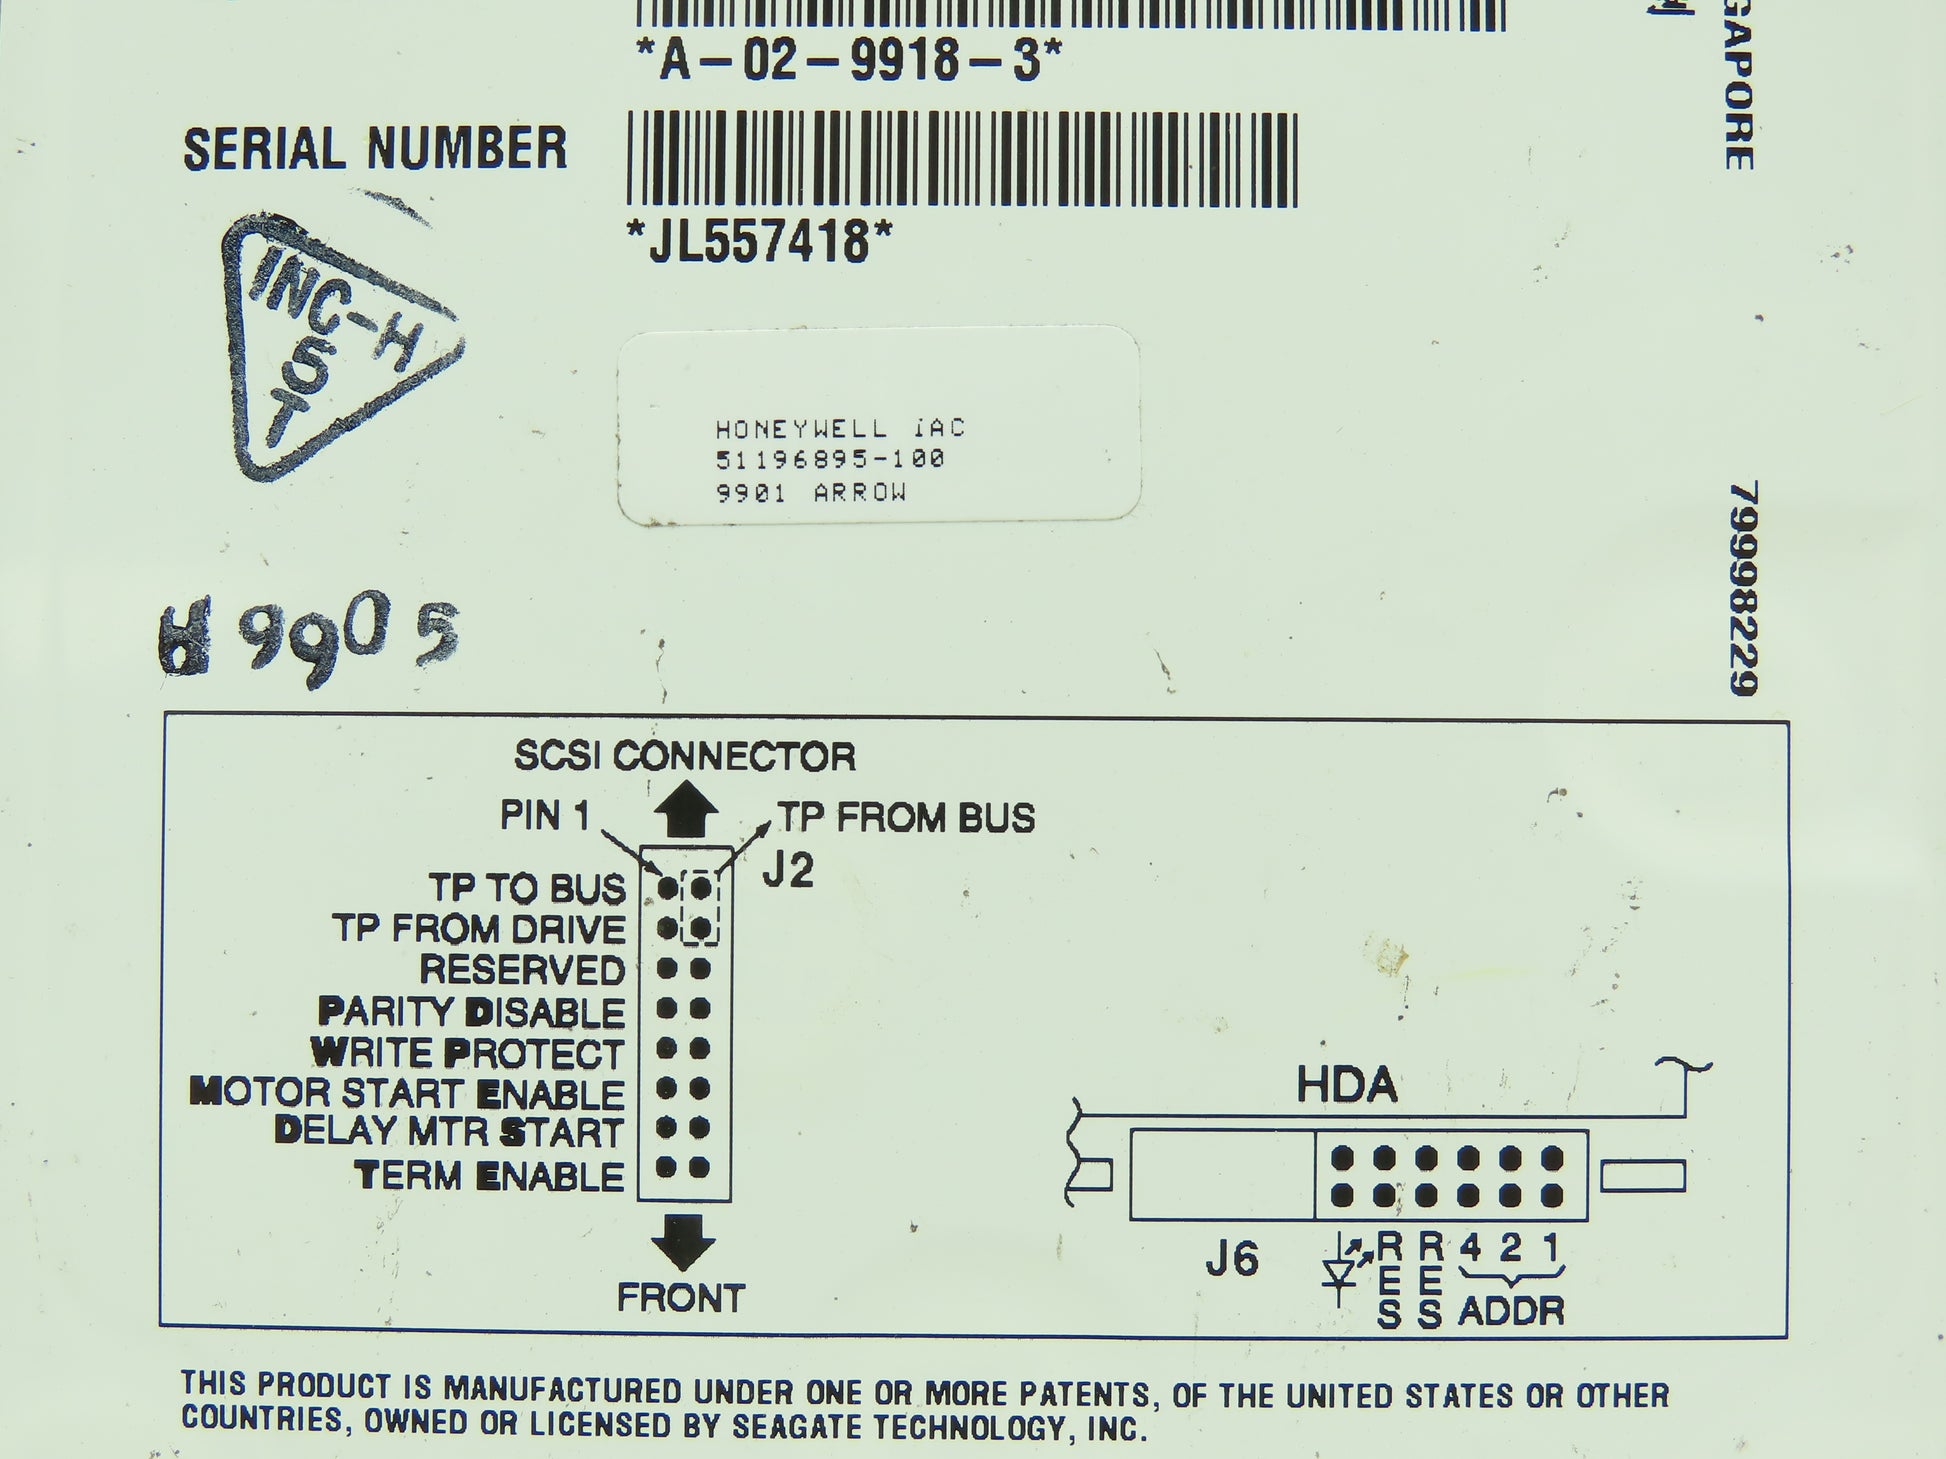 *A-02-9918-3*
GAPORE
SERIAL NUMBER
*JL557418*
INC-H
5
T
HONEYWELL IAC
51196895-100
9901 ARROW
79998229
9905
SCSI CONNECTOR
PIN 1
TP FROM BUS
J2
TP TO BUS
TP FROM DRIVE
RESERVED
PARITY DISABLE
WRITE PROTECT
MOTOR START ENABLE
DELAY MTR START
TERM ENABLE
FRONT
HDA
J6
RES
RES
4 2 1
ADDR
THIS PRODUCT IS MANUFACTURED UNDER ONE OR MORE PATENTS, OF THE UNITED STATES OR OTHER
COUNTRIES, OWNED OR LICENSED BY SEAGATE TECHNOLOGY, INC.